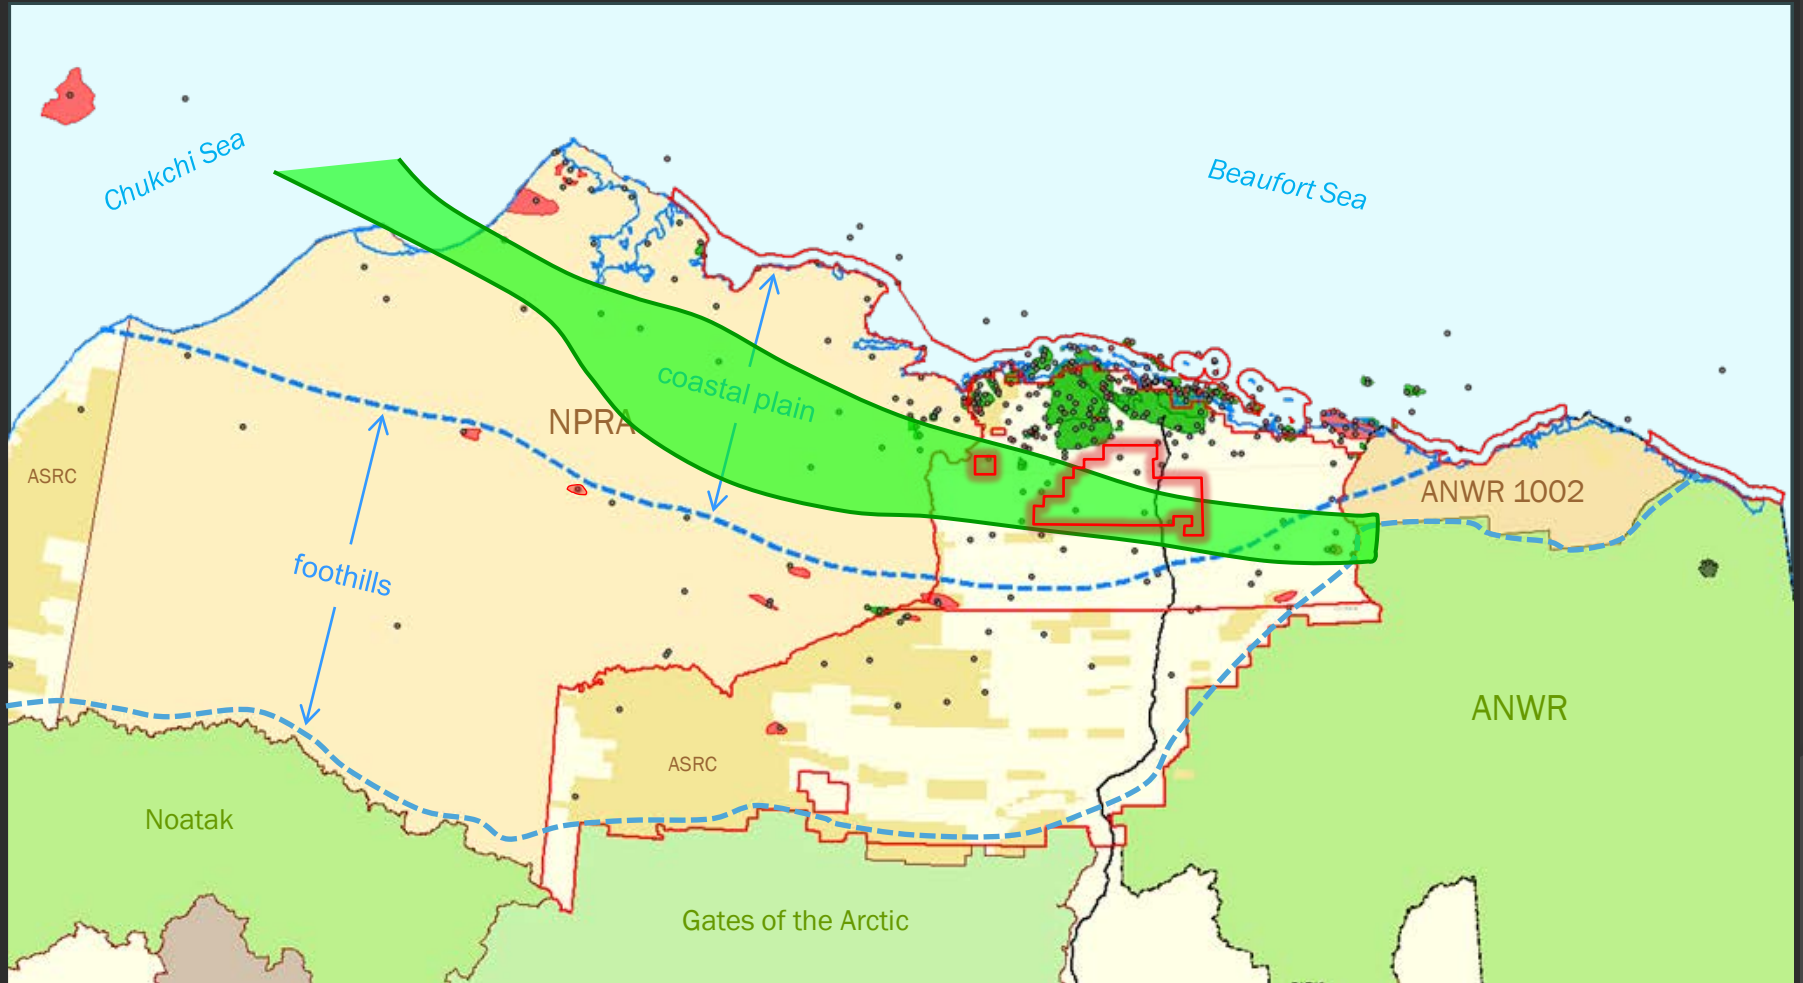 Chukchi Sea
Beaufort Sea
coastal plain
NPRA
ASRC
ANWR 1002
foothills
ANWR
ASRC
Noatak
Gates of the Arctic